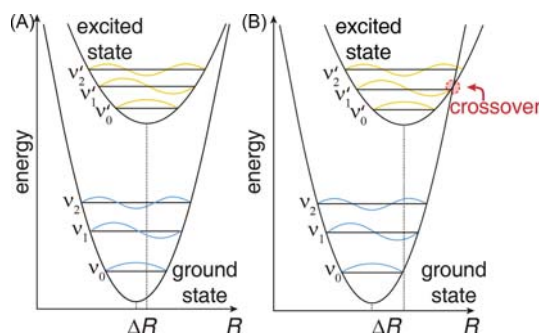 (A)
excited
state
ν′₂
ν′₁
ν′₀
energy
ν₂
ν₁
ν₀
ground
state
ΔR
R
(B)
excited
state
ν′₂
ν′₁
ν′₀
crossover
energy
ν₂
ν₁
ν₀
ground
state
ΔR
R